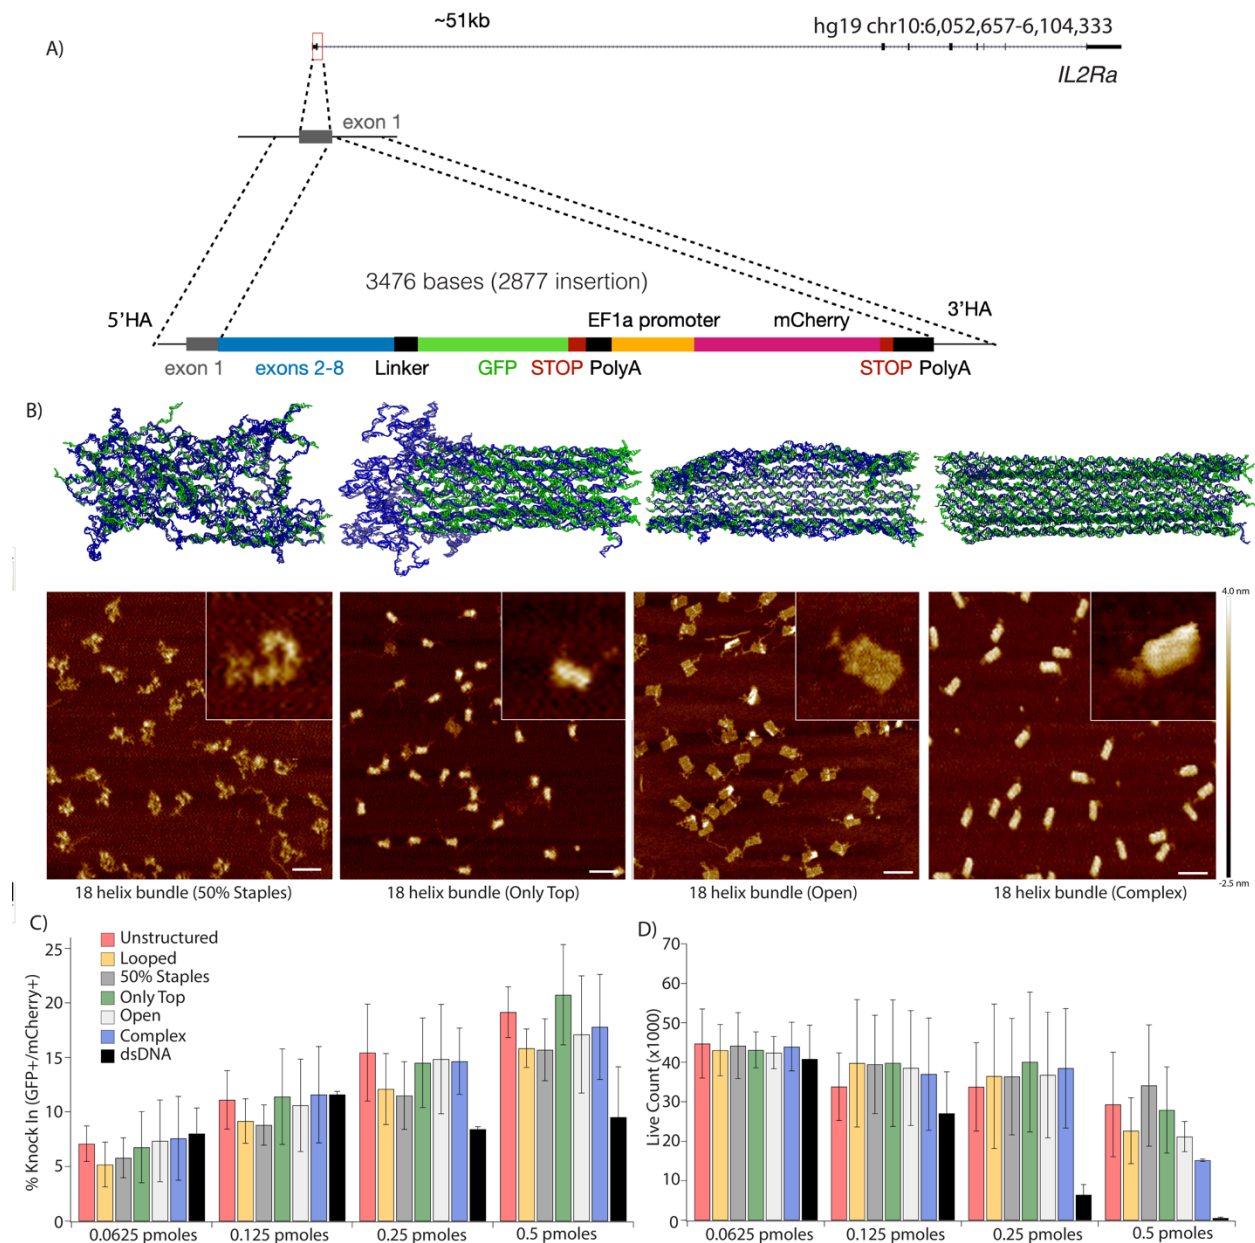 A)
~51kb
hg19 chr10:6,052,657-6,104,333
IL2Ra
exon 1
3476 bases (2877 insertion)
5'HA
EF1a promoter
mCherry
3'HA
exon 1
exons 2-8
Linker
GFP
STOP
PolyA
STOP
PolyA
B)
4.0 nm
-2.5 nm
18 helix bundle (50% Staples)
18 helix bundle (Only Top)
18 helix bundle (Open)
18 helix bundle (Complex)
C)
% Knock In (GFP+/mCherry+)
25
20
15
10
5
0
Unstructured
Looped
50% Staples
Only Top
Open
Complex
dsDNA
0.0625 pmoles
0.125 pmoles
0.25 pmoles
0.5 pmoles
D)
Live Count (x1000)
70
60
50
40
30
20
10
0
0.0625 pmoles
0.125 pmoles
0.25 pmoles
0.5 pmoles